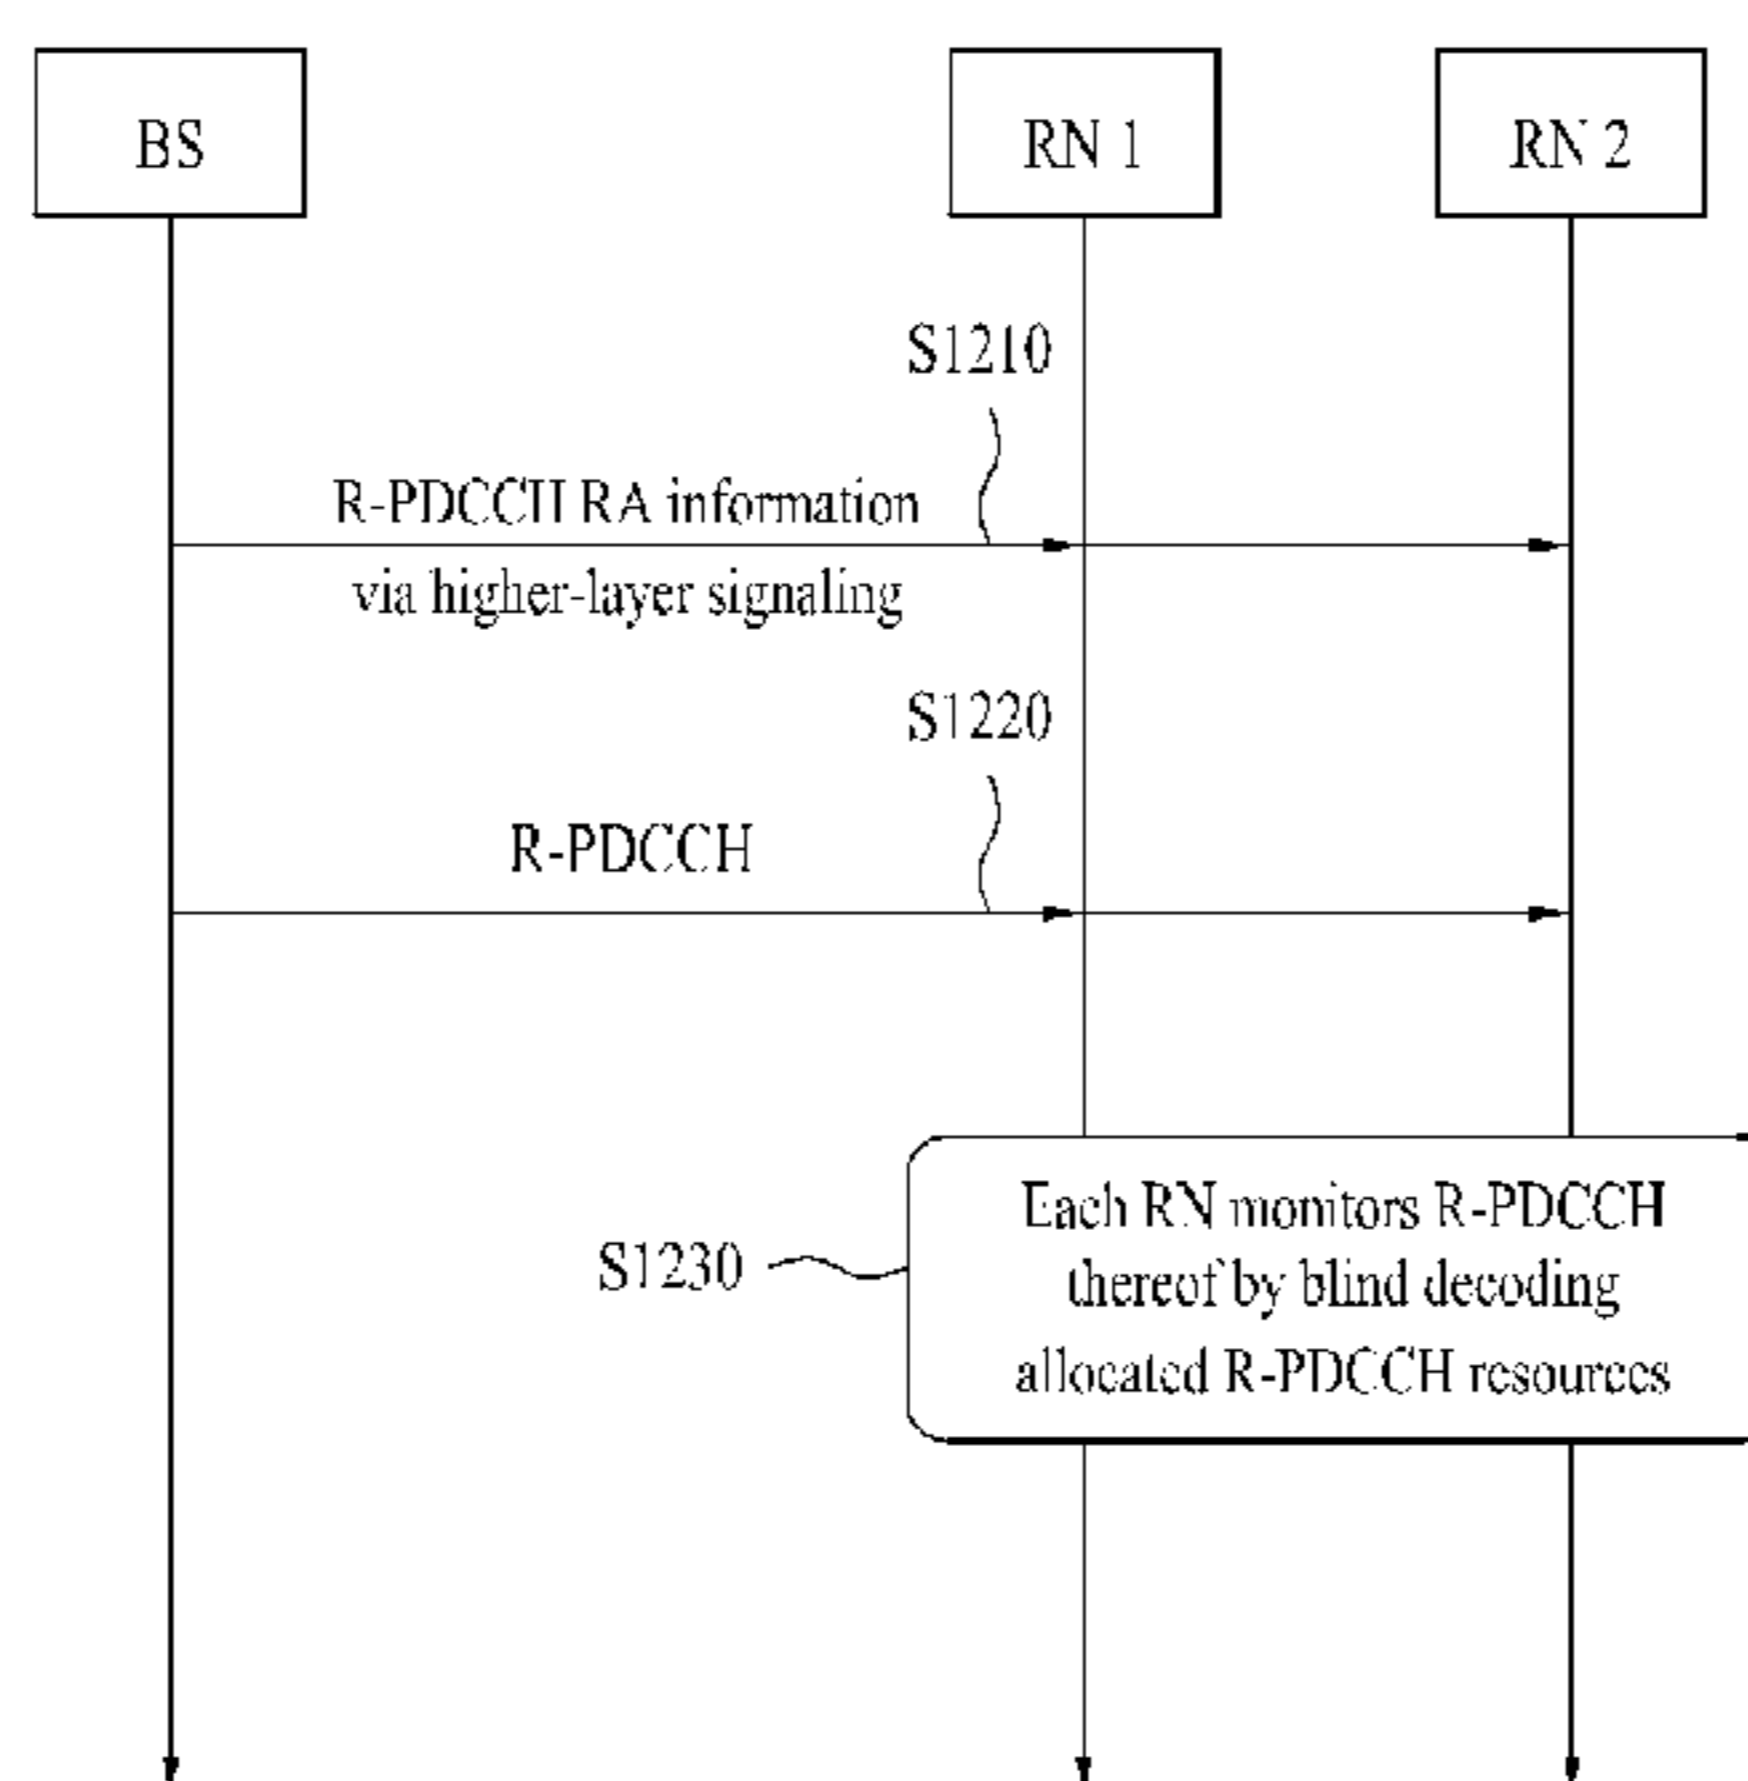 BS
RN 1
RN 2
S1210
R-PDCCH RA information
via higher-layer signaling
S1220
R-PDCCH
Each RN monitors R-PDCCH
thereof by blind decoding
S1230
allocated R-PDCCH resources